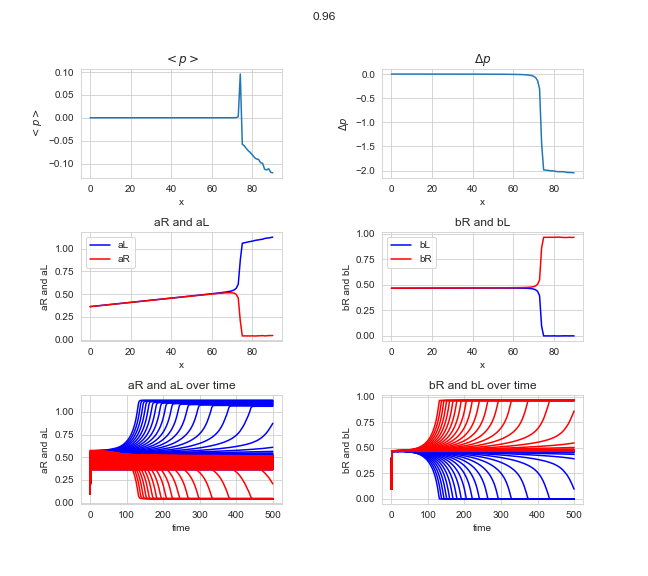 0.96
< p >
Δp
0.10
0.05
0.00
−0.05
−0.10
< p >
0 20 40 60 80
x
0.0
−0.5
−1.0
−1.5
−2.0
Δp
0 20 40 60 80
x
aR and aL
bR and bL
aL
aR
1.00
0.75
0.50
0.25
0.00
aR and aL
0 20 40 60 80
x
bL
bR
1.00
0.75
0.50
0.25
0.00
bR and bL
0 20 40 60 80
x
aR and aL over time
bR and bL over time
1.00
0.75
0.50
0.25
0.00
aR and aL
0 100 200 300 400 500
time
1.00
0.75
0.50
0.25
0.00
bR and bL
0 100 200 300 400 500
time